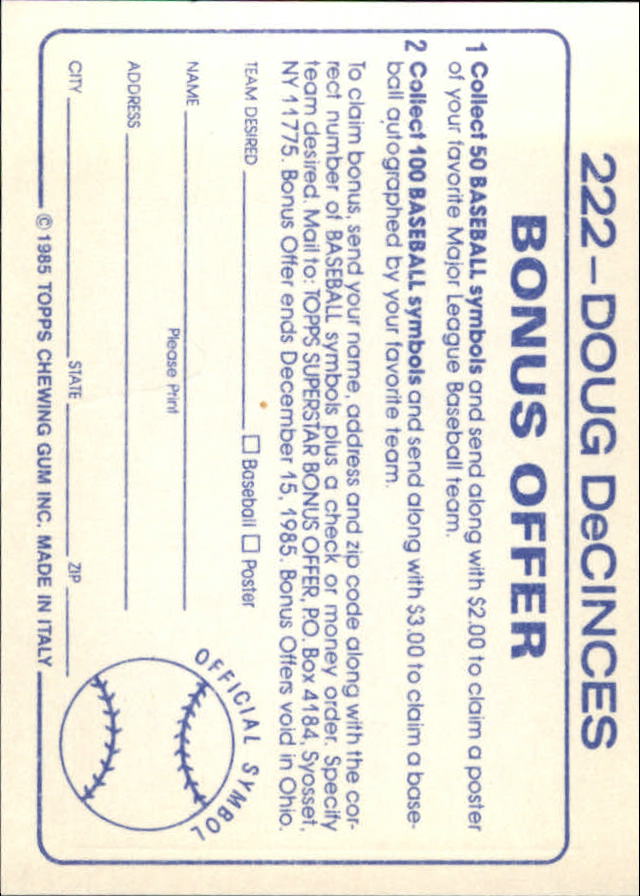 222–DOUG DeCINCES
BONUS OFFER
1 Collect 50 BASEBALL symbols and send along with $2.00 to claim a poster
of your favorite Major League Baseball team.
2 Collect 100 BASEBALL symbols and send along with $3.00 to claim a base-
ball autographed by your favorite team.
To claim bonus, send your name, address and zip code along with the cor-
rect number of BASEBALL symbols plus a check or money order. Specify
team desired. Mail to: TOPPS SUPERSTAR BONUS OFFER, P.O. Box 4184, Syosset,
NY 11775. Bonus Offer ends December 15, 1985. Bonus Offers void in Ohio.
TEAM DESIRED ☐ Baseball ☐ Poster
NAME
Please Print
ADDRESS
CITY STATE ZIP
OFFICIAL SYMBOL
© 1985 TOPPS CHEWING GUM INC. MADE IN ITALY